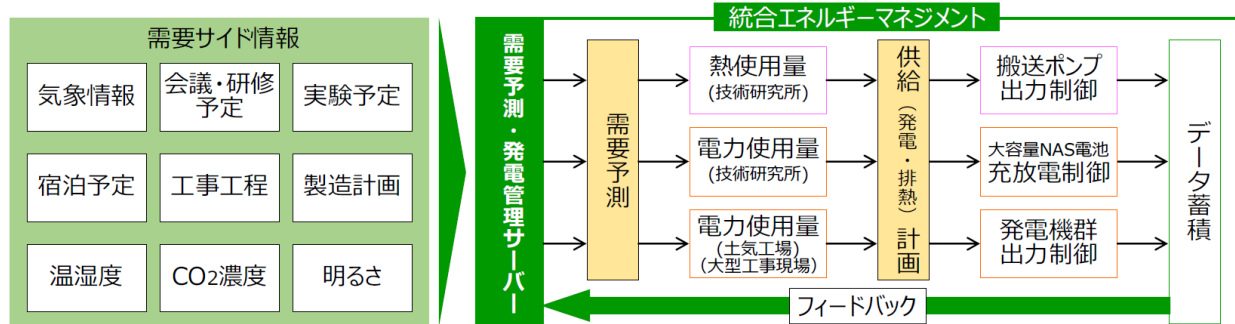 需要サイド情報
気象情報
会議・研修
予定
実験予定
宿泊予定
工事工程
製造計画
温湿度
CO2濃度
明るさ
統合エネルギーマネジメント
需要予測・発電管理サーバー
需要予測
熱使用量
(技術研究所)
電力使用量
(技術研究所)
電力使用量
(土気工場)
(大型工事現場)
供給(発電・排熱)計画
搬送ポンプ
出力制御
大容量NAS電池
充放電制御
発電機群
出力制御
データ蓄積
フィードバック